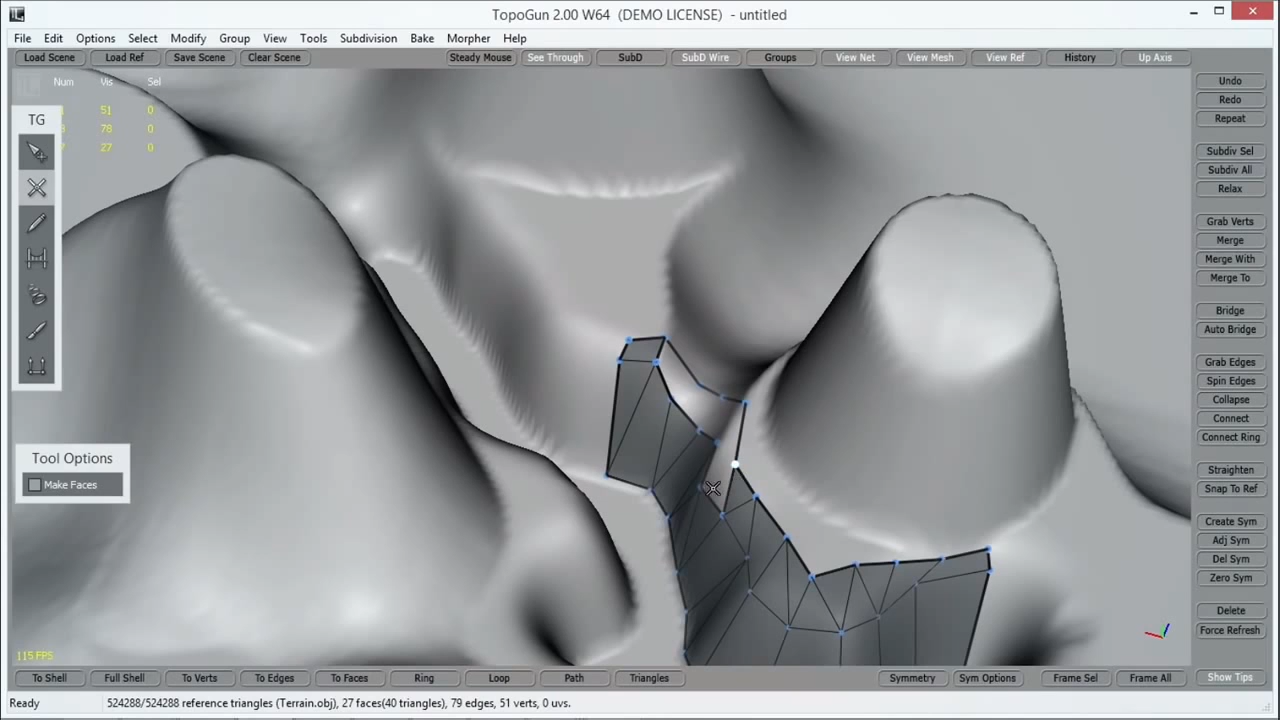 TopoGun 2.00 W64 (DEMO LICENSE) - untitled
File Edit Options Select Modify Group View Tools Subdivision Bake Morpher Help
Load Scene Load Ref Save Scene Clear Scene Steady Mouse See Through SubD SubD Wire Groups View Net View Mesh View Ref History Up Axis
Num Vis Sel
51 0
78 0
27 0
TG
Tool Options
Make Faces
115 FPS
Undo
Redo
Repeat
Subdiv Sel
Subdiv All
Relax
Grab Verts
Merge
Merge With
Merge To
Bridge
Auto Bridge
Grab Edges
Spin Edges
Collapse
Connect
Connect Ring
Straighten
Snap To Ref
Create Sym
Adj Sym
Del Sym
Zero Sym
Delete
Force Refresh
Show Tips
To Shell Full Shell To Verts To Edges To Faces Ring Loop Path Triangles Symmetry Sym Options Frame Sel Frame All
Ready 524288/524288 reference triangles (Terrain.obj), 27 faces(40 triangles), 79 edges, 51 verts, 0 uvs.